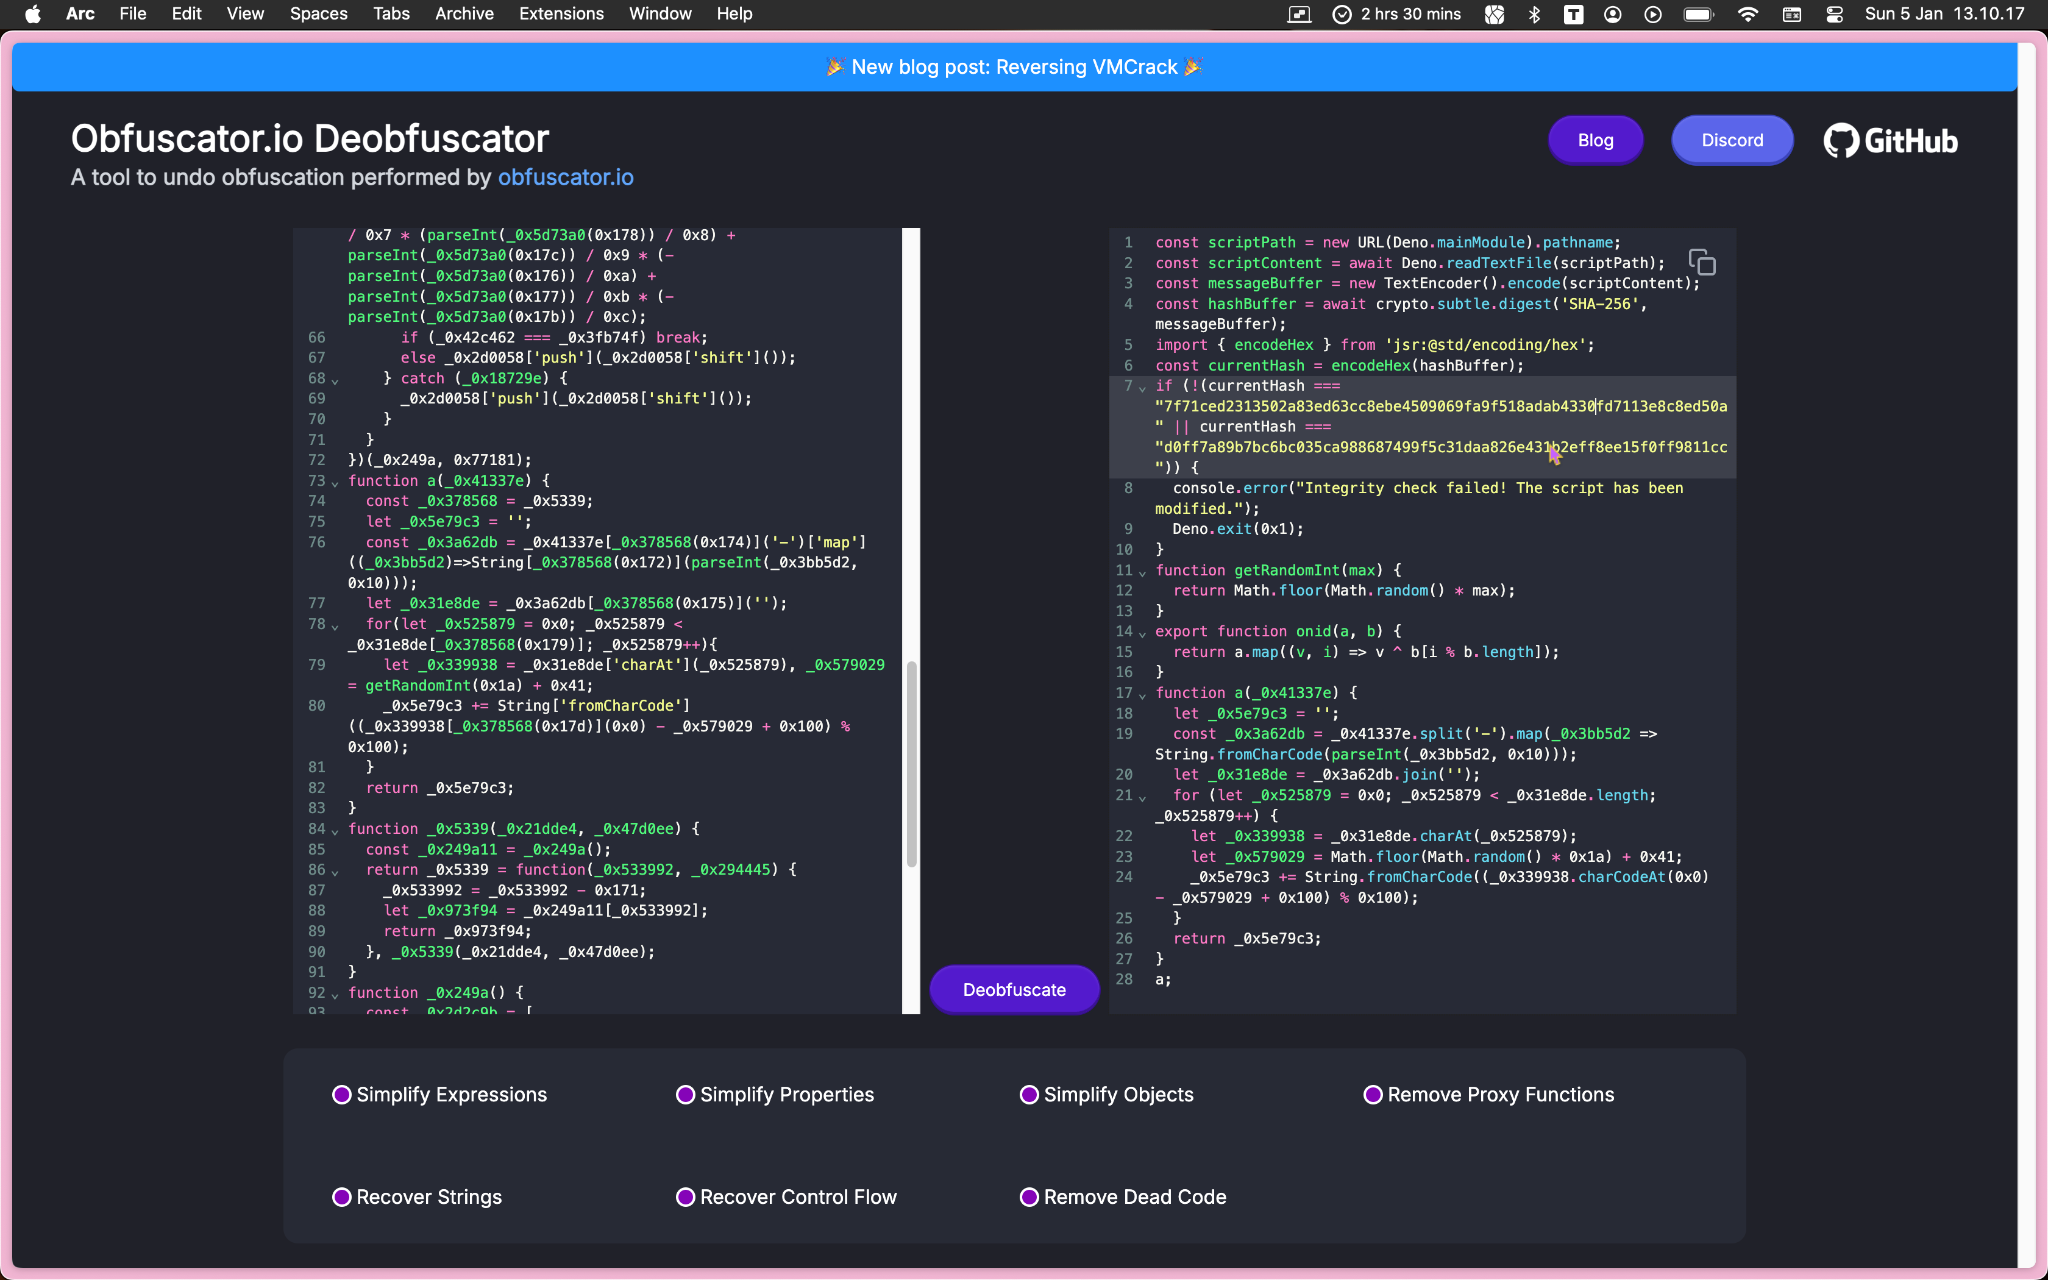 Arc File Edit View Spaces Tabs Archive Extensions Window Help 2 hrs 30 mins T Sun 5 Jan 13.10.17
🎉 New blog post: Reversing VMCrack 🎉
Obfuscator.io Deobfuscator
A tool to undo obfuscation performed by obfuscator.io
Blog Discord GitHub
/ 0x7 * (parseInt(_0x5d73a0(0x178)) / 0x8) +
parseInt(_0x5d73a0(0x17c)) / 0x9 * (-
parseInt(_0x5d73a0(0x176)) / 0xa) +
parseInt(_0x5d73a0(0x177)) / 0xb * (-
parseInt(_0x5d73a0(0x17b)) / 0xc);
66 if (_0x42c462 === _0x3fb74f) break;
67 else _0x2d0058['push'](_0x2d0058['shift']());
68 } catch (_0x18729e) {
69 _0x2d0058['push'](_0x2d0058['shift']());
70 }
71 }
72 })(_0x249a, 0x77181);
73 function a(_0x41337e) {
74 const _0x378568 = _0x5339;
75 let _0x5e79c3 = '';
76 const _0x3a62db = _0x41337e[_0x378568(0x174)]('-')['map']
((_0x3bb5d2)=>String[_0x378568(0x172)](parseInt(_0x3bb5d2,
0x10)));
77 let _0x31e8de = _0x3a62db[_0x378568(0x175)]('');
78 for(let _0x525879 = 0x0; _0x525879 <
_0x31e8de[_0x378568(0x179)]; _0x525879++){
79 let _0x339938 = _0x31e8de['charAt'](_0x525879), _0x579029
= getRandomInt(0x1a) + 0x41;
80 _0x5e79c3 += String['fromCharCode']
((_0x339938[_0x378568(0x17d)](0x0) - _0x579029 + 0x100) %
0x100);
81 }
82 return _0x5e79c3;
83 }
84 function _0x5339(_0x21dde4, _0x47d0ee) {
85 const _0x249a11 = _0x249a();
86 return _0x5339 = function(_0x533992, _0x294445) {
87 _0x533992 = _0x533992 - 0x171;
88 let _0x973f94 = _0x249a11[_0x533992];
89 return _0x973f94;
90 }, _0x5339(_0x21dde4, _0x47d0ee);
91 }
92 function _0x249a() {
93 const _0x2d2c9b = [
Deobfuscate
1 const scriptPath = new URL(Deno.mainModule).pathname;
2 const scriptContent = await Deno.readTextFile(scriptPath);
3 const messageBuffer = new TextEncoder().encode(scriptContent);
4 const hashBuffer = await crypto.subtle.digest('SHA-256',
messageBuffer);
5 import { encodeHex } from 'jsr:@std/encoding/hex';
6 const currentHash = encodeHex(hashBuffer);
7 if (!(currentHash ===
"7f71ced2313502a83ed63cc8ebe4509069fa9f518adab4330fd7113e8c8ed50a
" || currentHash ===
"d0ff7a89b7bc6bc035ca988687499f5c31daa826e431b2eff8ee15f0ff9811cc
")) {
8 console.error("Integrity check failed! The script has been
modified.");
9 Deno.exit(0x1);
10 }
11 function getRandomInt(max) {
12 return Math.floor(Math.random() * max);
13 }
14 export function onid(a, b) {
15 return a.map((v, i) => v ^ b[i % b.length]);
16 }
17 function a(_0x41337e) {
18 let _0x5e79c3 = '';
19 const _0x3a62db = _0x41337e.split('-').map(_0x3bb5d2 =>
String.fromCharCode(parseInt(_0x3bb5d2, 0x10)));
20 let _0x31e8de = _0x3a62db.join('');
21 for (let _0x525879 = 0x0; _0x525879 < _0x31e8de.length;
_0x525879++) {
22 let _0x339938 = _0x31e8de.charAt(_0x525879);
23 let _0x579029 = Math.floor(Math.random() * 0x1a) + 0x41;
24 _0x5e79c3 += String.fromCharCode((_0x339938.charCodeAt(0x0)
- _0x579029 + 0x100) % 0x100);
25 }
26 return _0x5e79c3;
27 }
28 a;
Simplify Expressions Simplify Properties Simplify Objects Remove Proxy Functions
Recover Strings Recover Control Flow Remove Dead Code